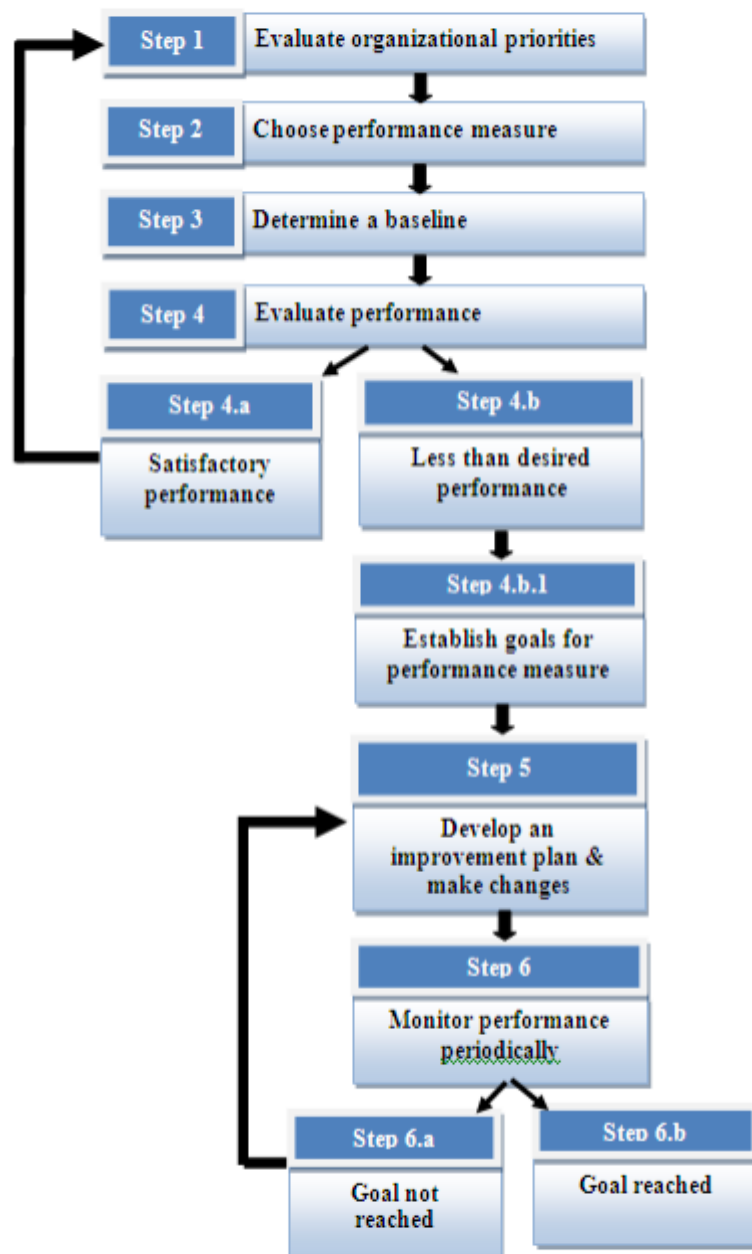 Step 1
Evaluate organizational priorities
Step 2
Choose performance measure
Step 3
Determine a baseline
Step 4
Evaluate performance
Step 4.a
Satisfactory
performance
Step 4.b
Less than desired
performance
Step 4.b.1
Establish goals for
performance measure
Step 5
Develop an
improvement plan &
make changes
Step 6
Monitor performance
periodically
Step 6.a
Goal not
reached
Step 6.b
Goal reached